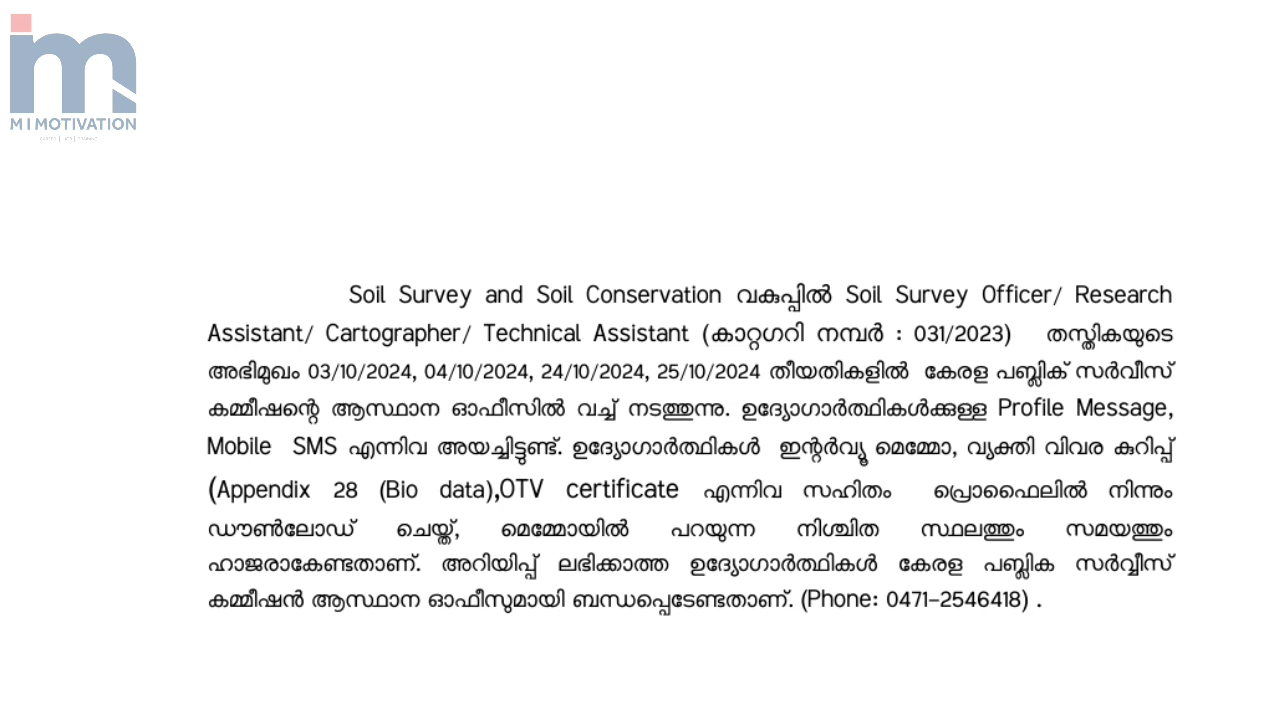 M I MOTIVATION
Soil Survey and Soil Conservation വകുപ്പിൽ Soil Survey Officer/ Research
Assistant/ Cartographer/ Technical Assistant (കാറ്റഗറി നമ്പർ : 031/2023) തസ്തികയുടെ
അഭിമുഖം 03/10/2024, 04/10/2024, 24/10/2024, 25/10/2024 തീയതികളിൽ കേരള പബ്ലിക് സർവീസ്
കമ്മീഷന്റെ ആസ്ഥാന ഓഫീസിൽ വച്ച് നടത്തുന്നു. ഉദ്യോഗാർത്ഥികൾക്കുള്ള Profile Message,
Mobile SMS എന്നിവ അയച്ചിട്ടുണ്ട്. ഉദ്യോഗാർത്ഥികൾ ഇന്റർവ്യൂ മെമ്മോ, വ്യക്തി വിവര കുറിപ്പ്
(Appendix 28 (Bio data),OTV certificate എന്നിവ സഹിതം പ്രൊഫൈലിൽ നിന്നും
ഡൗൺലോഡ് ചെയ്ത്, മെമ്മോയിൽ പറയുന്ന നിശ്ചിത സ്ഥലത്തും സമയത്തും
ഹാജരാകേണ്ടതാണ്. അറിയിപ്പ് ലഭിക്കാത്ത ഉദ്യോഗാർത്ഥികൾ കേരള പബ്ലിക സർവ്വീസ്
കമ്മീഷൻ ആസ്ഥാന ഓഫീസുമായി ബന്ധപ്പെടേണ്ടതാണ്. (Phone: 0471-2546418) .